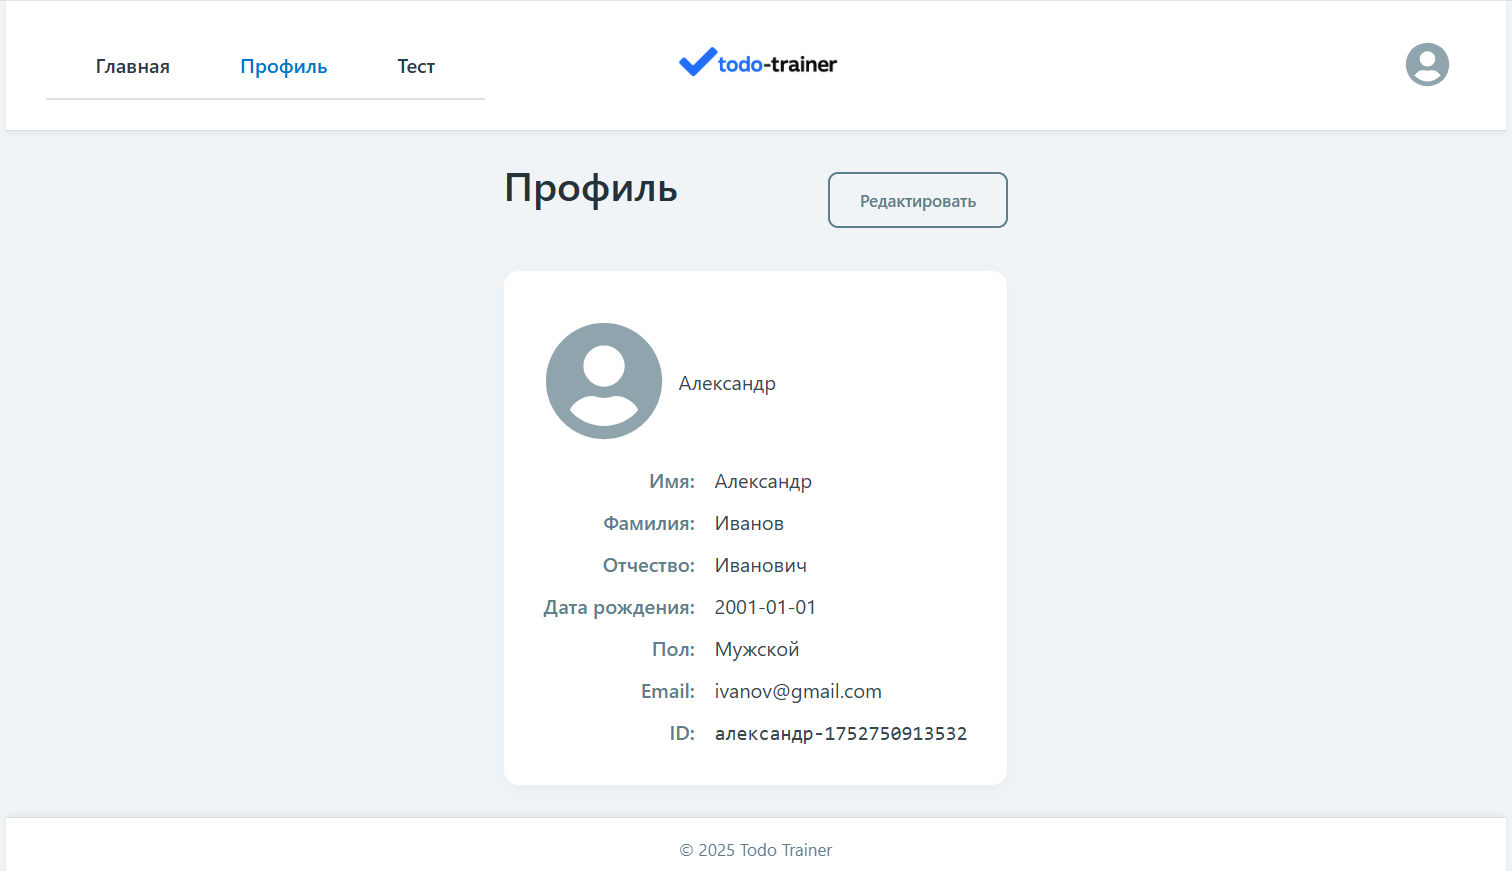 Главная Профиль Тест todo-trainer
Профиль Редактировать
Александр
Имя: Александр
Фамилия: Иванов
Отчество: Иванович
Дата рождения: 2001-01-01
Пол: Мужской
Email: ivanov@gmail.com
ID: александр-1752750913532
© 2025 Todo Trainer